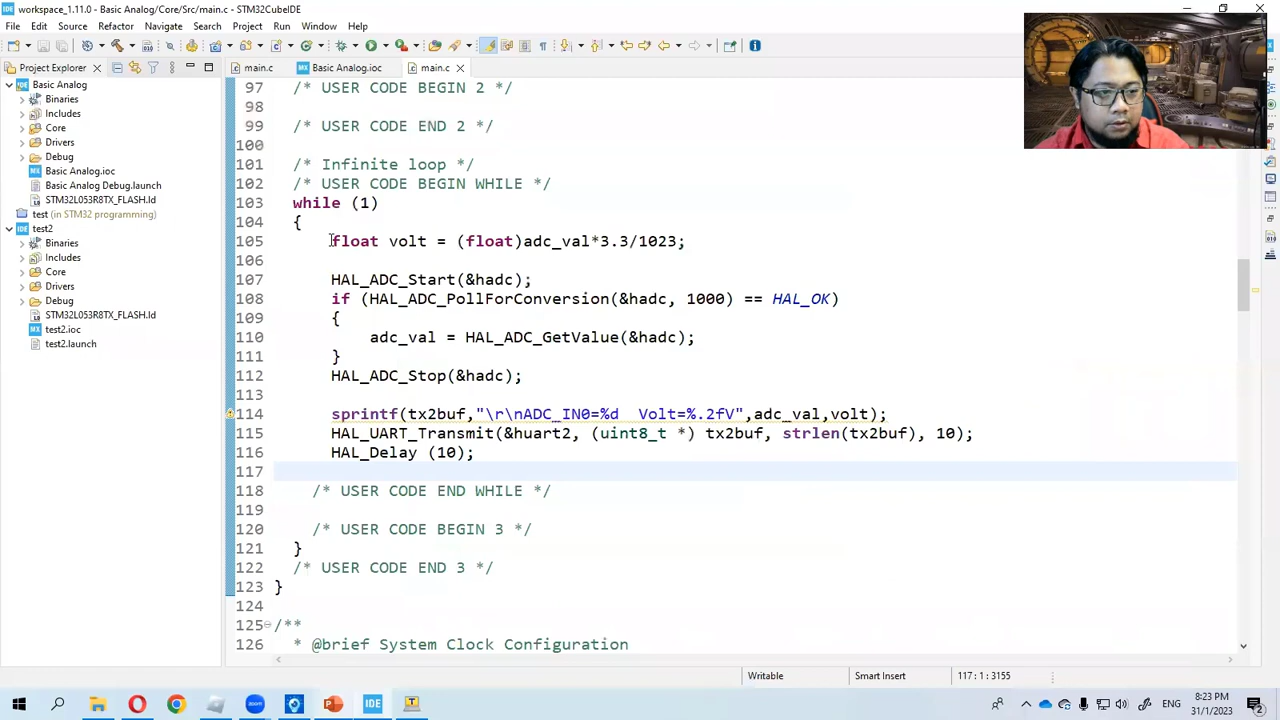 workspace_1.11.0 - Basic Analog/Core/Src/main.c - STM32CubeIDE
File Edit Source Refactor Navigate Search Project Run Window Help
Project Explorer
main.c
Basic Analog.ioc
main.c
Basic Analog
Binaries
Includes
Core
Drivers
Debug
Basic Analog.ioc
Basic Analog Debug.launch
STM32L053R8TX_FLASH.ld
test (in STM32 programming)
test2
Binaries
Includes
Core
Drivers
Debug
STM32L053R8TX_FLASH.ld
test2.ioc
test2.launch
97 /* USER CODE BEGIN 2 */
98
99 /* USER CODE END 2 */
100
101 /* Infinite loop */
102 /* USER CODE BEGIN WHILE */
103 while (1)
104 {
105 float volt = (float)adc_val*3.3/1023;
106
107 HAL_ADC_Start(&hadc);
108 if (HAL_ADC_PollForConversion(&hadc, 1000) == HAL_OK)
109 {
110 adc_val = HAL_ADC_GetValue(&hadc);
111 }
112 HAL_ADC_Stop(&hadc);
113
114 sprintf(tx2buf,"\r\nADC_IN0=%d  Volt=%.2fV",adc_val,volt);
115 HAL_UART_Transmit(&huart2, (uint8_t *) tx2buf, strlen(tx2buf), 10);
116 HAL_Delay (10);
117
118 /* USER CODE END WHILE */
119
120 /* USER CODE BEGIN 3 */
121 }
122 /* USER CODE END 3 */
123 }
124
125 /**
126 * @brief System Clock Configuration
Writable Smart Insert 117 : 1 : 3155
zoom
IDE
ENG
8:23 PM
31/1/2023
2